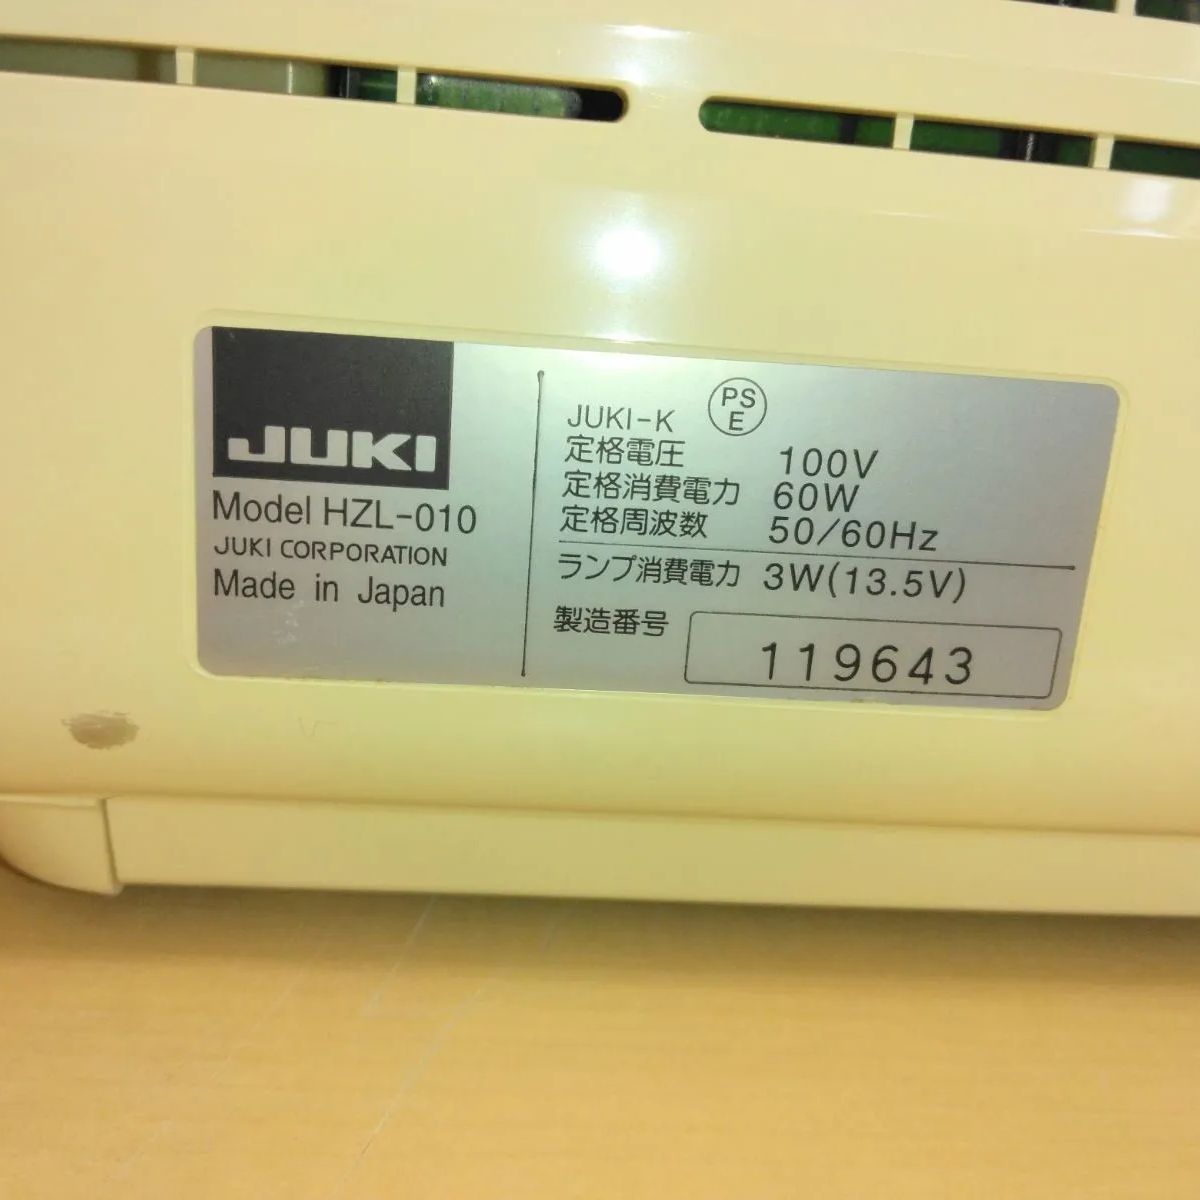 JUKI
Model HZL-010
JUKI CORPORATION
Made in Japan
JUKI-K PS E
定格電圧 100V
定格消費電力 60W
定格周波数 50/60Hz
ランプ消費電力 3W(13.5V)
製造番号 119643